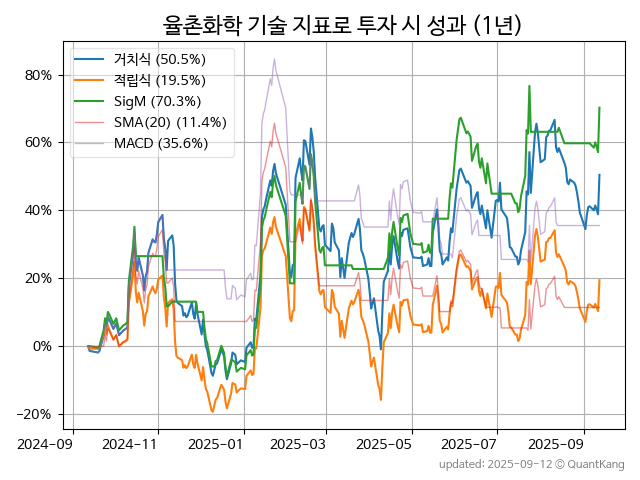 율촌화학 기술 지표로 투자 시 성과 (1년)
거치식 (50.5%)
적립식 (19.5%)
SigM (70.3%)
SMA(20) (11.4%)
MACD (35.6%)
80%
60%
40%
20%
0%
−20%
2024-09 2024-11 2025-01 2025-03 2025-05 2025-07 2025-09
updated: 2025-09-12 © QuantKang